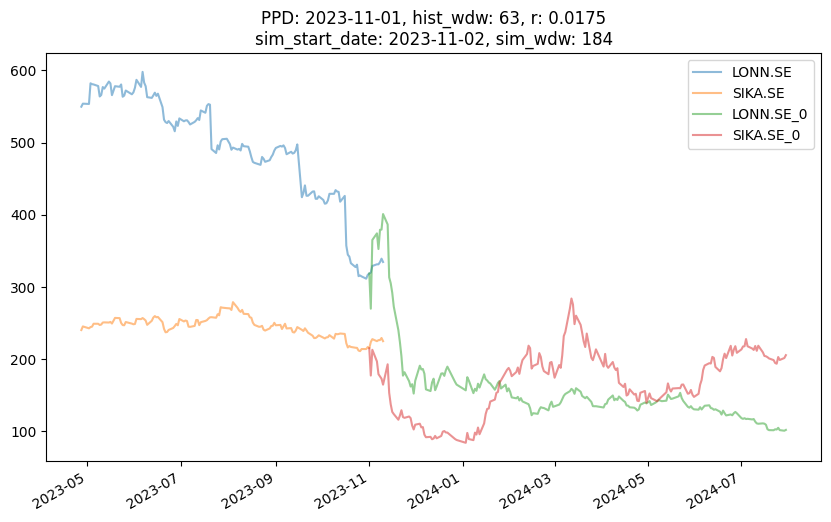 PPD: 2023-11-01, hist_wdw: 63, r: 0.0175
sim_start_date: 2023-11-02, sim_wdw: 184
LONN.SE
SIKA.SE
LONN.SE_0
SIKA.SE_0
600
500
400
300
200
100
2023-05
2023-07
2023-09
2023-11
2024-01
2024-03
2024-05
2024-07